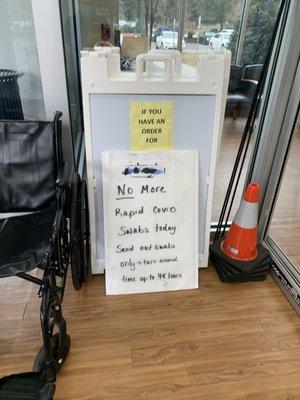 IF YOU HAVE
AN ORDER
FOR
No More
Rapid Covid
Swabs today
Send out swabs
only & turn around
time up to 48 hours